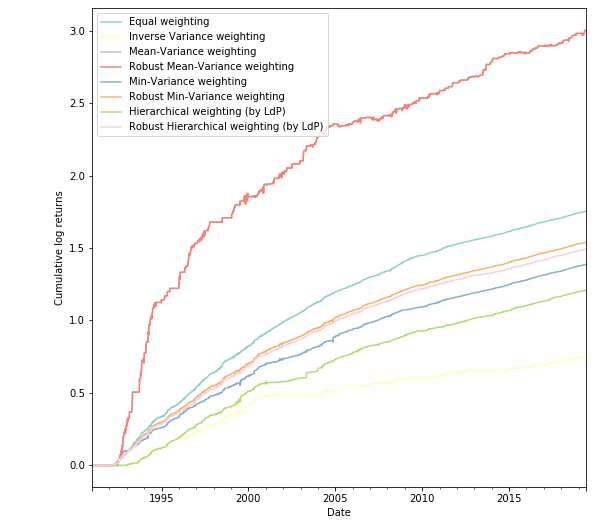 3.0
2.5
2.0
1.5
1.0
0.5
0.0
Cumulative log returns
Equal weighting
Inverse Variance weighting
Mean-Variance weighting
Robust Mean-Variance weighting
Min-Variance weighting
Robust Min-Variance weighting
Hierarchical weighting (by LdP)
Robust Hierarchical weighting (by LdP)
1995 2000 2005 2010 2015
Date